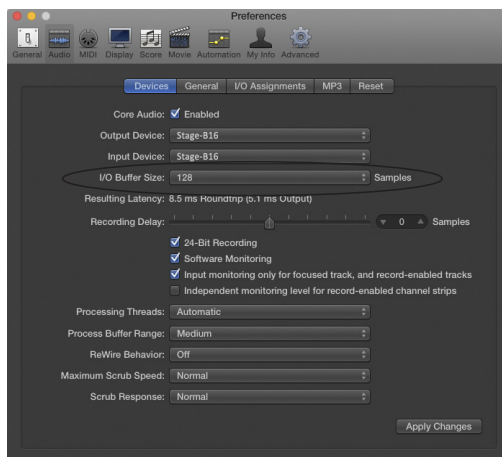 Preferences
General Audio MIDI Display Score Movie Automation My Info Advanced
Devices General I/O Assignments MP3 Reset
Core Audio: Enabled
Output Device: Stage-B16
Input Device: Stage-B16
I/O Buffer Size: 128 Samples
Resulting Latency: 8.5 ms Roundtrip (5.1 ms Output)
Recording Delay: 0 Samples
24-Bit Recording
Software Monitoring
Input monitoring only for focused track, and record-enabled tracks
Independent monitoring level for record-enabled channel strips
Processing Threads: Automatic
Process Buffer Range: Medium
ReWire Behavior: Off
Maximum Scrub Speed: Normal
Scrub Response: Normal
Apply Changes